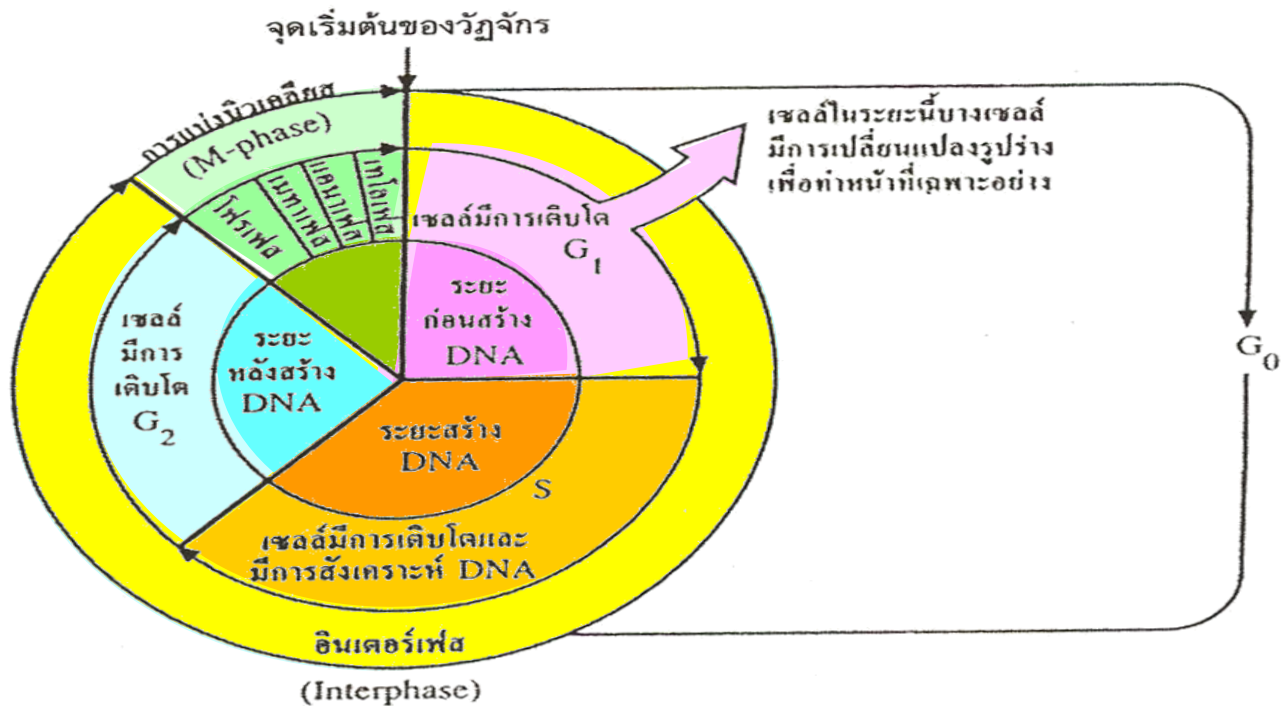 จุดเริ่มต้นของวัฏจักร
การแบ่งนิวเคลียส
(M-phase)
โฟรเฟส
เมทาเฟส
แอนาเฟส
เทโลเฟส
เซลล์ในระยะนี้บางเซลล์
มีการเปลี่ยนแปลงรูปร่าง
เพื่อทำหน้าที่เฉพาะอย่าง
เซลล์มีการเติบโต
G1
ระยะ
ก่อนสร้าง
DNA
G0
เซลล์
มีการ
เติบโต
G2
ระยะ
หลังสร้าง
DNA
ระยะสร้าง
DNA
S
เซลล์มีการเติบโตและ
มีการสังเคราะห์ DNA
อินเตอร์เฟส
(Interphase)